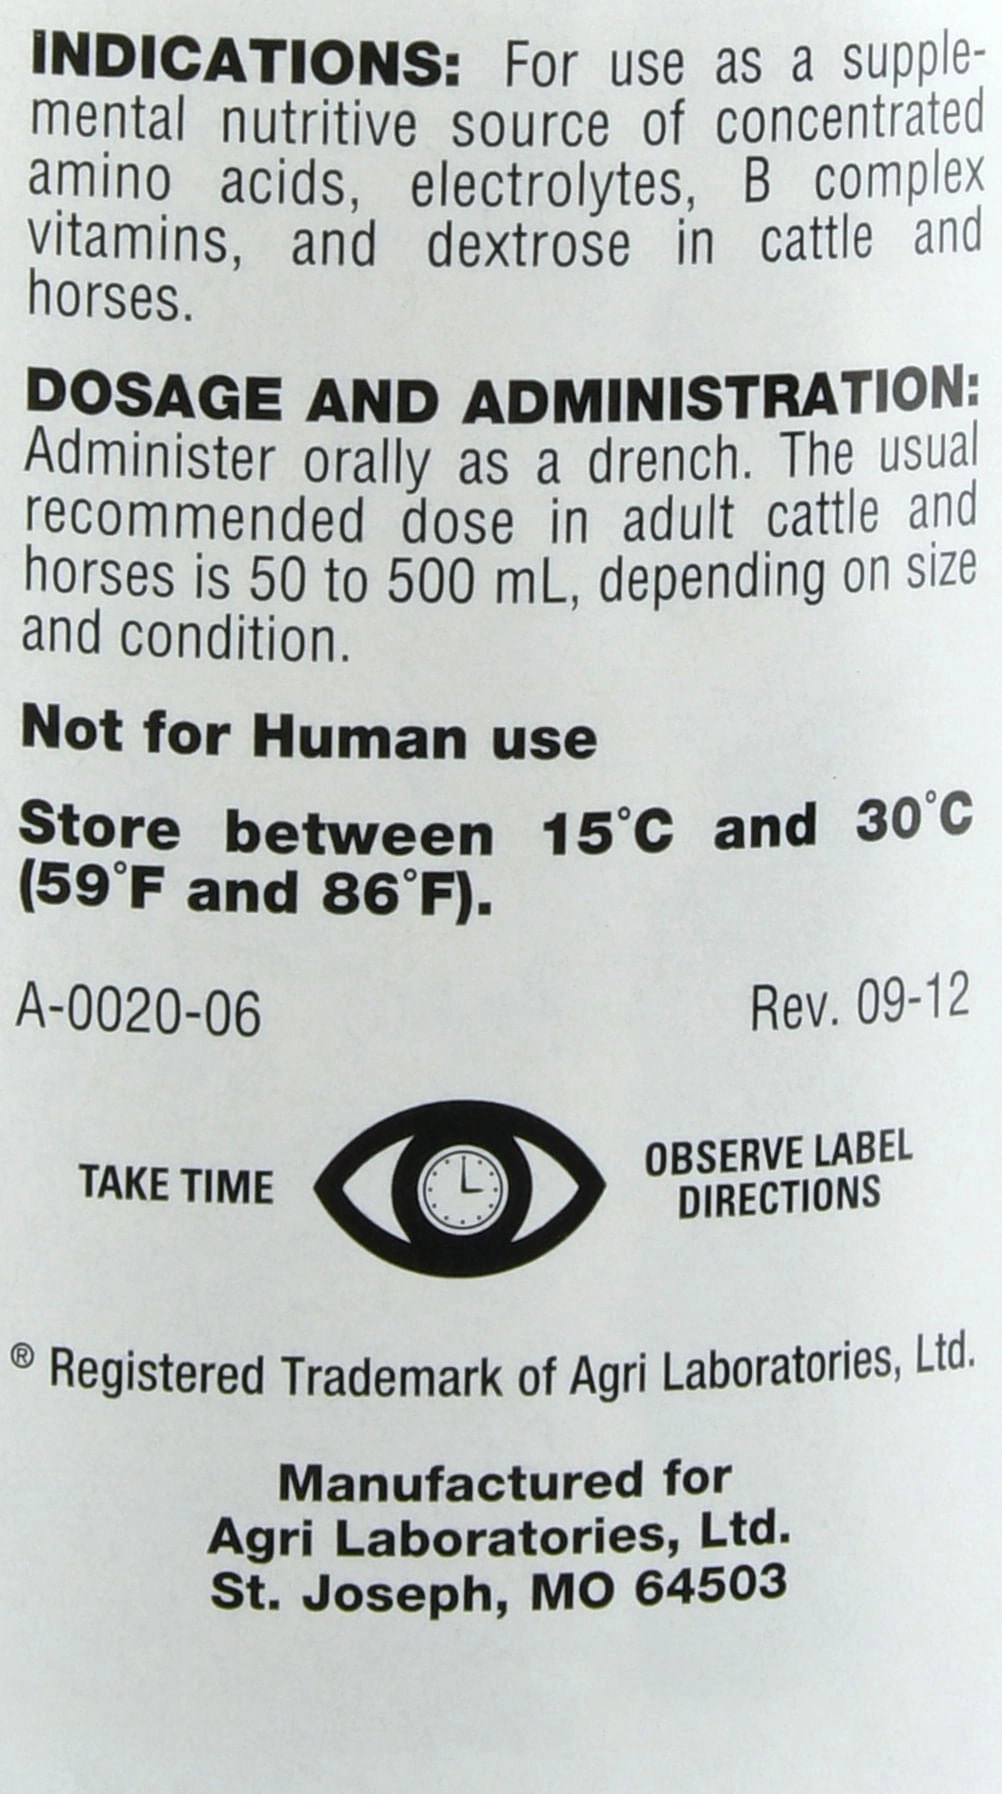 INDICATIONS: For use as a supple-
mental nutritive source of concentrated
amino acids, electrolytes, B complex
vitamins, and dextrose in cattle and
horses.
DOSAGE AND ADMINISTRATION:
Administer orally as a drench. The usual
recommended dose in adult cattle and
horses is 50 to 500 mL, depending on size
and condition.
Not for Human use
Store between 15°C and 30°C
(59°F and 86°F).
A-0020-06 Rev. 09-12
TAKE TIME
OBSERVE LABEL
DIRECTIONS
® Registered Trademark of Agri Laboratories, Ltd.
Manufactured for
Agri Laboratories, Ltd.
St. Joseph, MO 64503